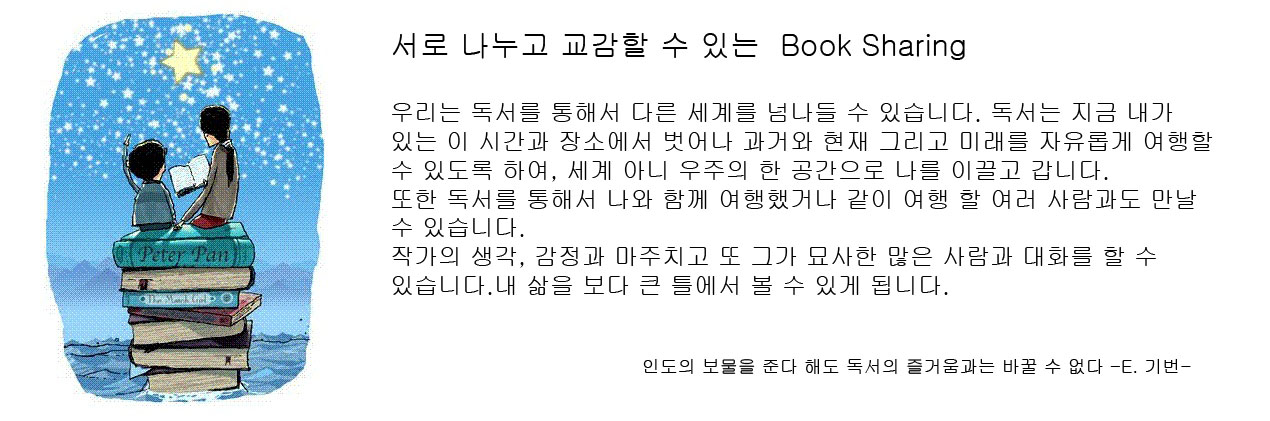 서로 나누고 교감할 수 있는 Book Sharing
우리는 독서를 통해서 다른 세계를 넘나들 수 있습니다. 독서는 지금 내가
있는 이 시간과 장소에서 벗어나 과거와 현재 그리고 미래를 자유롭게 여행할
수 있도록 하여, 세계 아니 우주의 한 공간으로 나를 이끌고 갑니다.
또한 독서를 통해서 나와 함께 여행했거나 같이 여행 할 여러 사람과도 만날
수 있습니다.
작가의 생각, 감정과 마주치고 또 그가 묘사한 많은 사람과 대화를 할 수
있습니다.내 삶을 보다 큰 틀에서 볼 수 있게 됩니다.
인도의 보물을 준다 해도 독서의 즐거움과는 바꿀 수 없다 -E. 기번-
Peter Pan